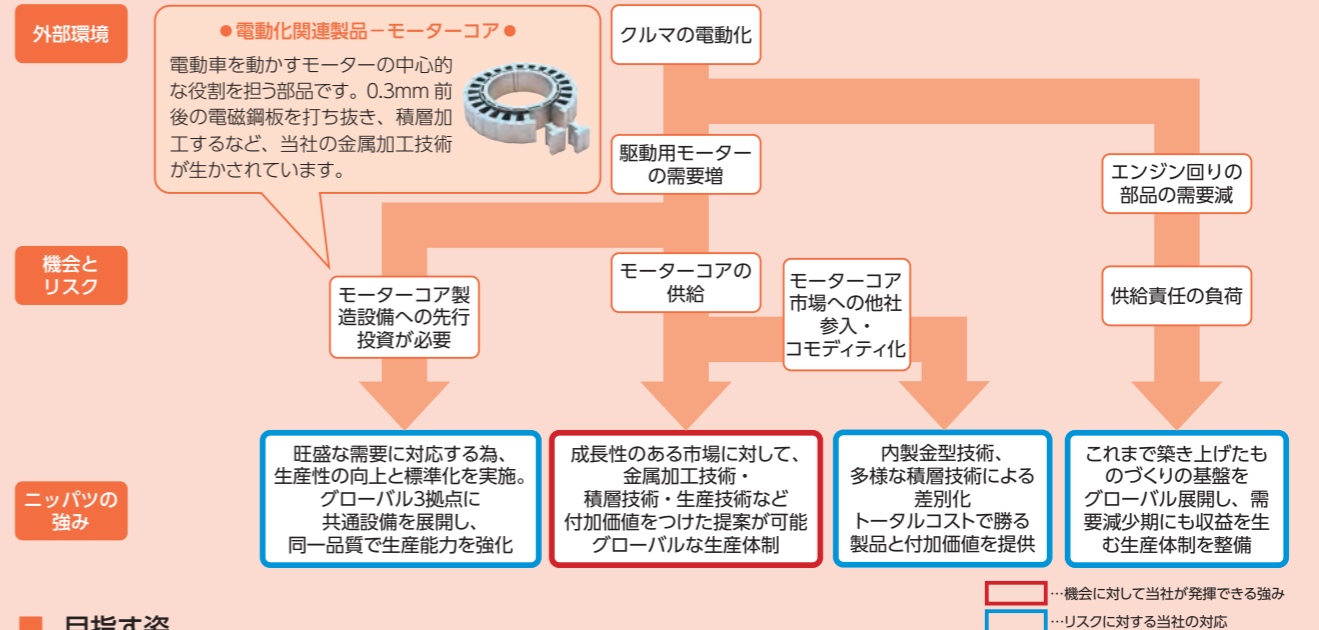 外部環境
●電動化関連製品－モーターコア●
電動車を動かすモーターの中心的
な役割を担う部品です。0.3mm 前
後の電磁鋼板を打ち抜き、積層加
工するなど、当社の金属加工技術
が生かされています。
クルマの電動化
駆動用モーター
の需要増
エンジン回りの
部品の需要減
機会と
リスク
モーターコア製
造設備への先行
投資が必要
モーターコアの
供給
モーターコア
市場への他社
参入・
コモディティ化
供給責任の負荷
ニッパツの
強み
旺盛な需要に対応する為、
生産性の向上と標準化を実施。
グローバル3拠点に
共通設備を展開し、
同一品質で生産能力を強化
成長性のある市場に対して、
金属加工技術・
積層技術・生産技術など
付加価値をつけた提案が可能
グローバルな生産体制
内製金型技術、
多様な積層技術による
差別化
トータルコストで勝る
製品と付加価値を提供
これまで築き上げたも
のづくりの基盤を
グローバル展開し、需
要減少期にも収益を生
む生産体制を整備
…機会に対して当社が発揮できる強み
…リスクに対する当社の対応
■ 目指す姿